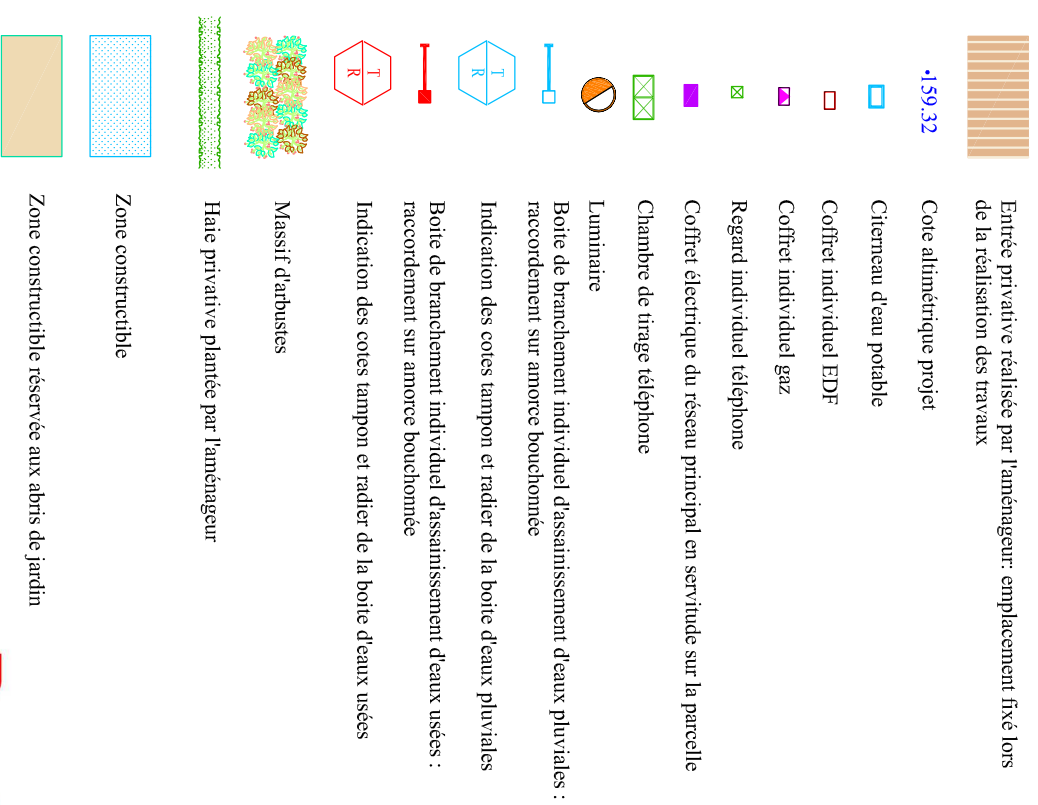 Entrée privative réalisée par l'aménageur: emplacement fixé lors
de la réalisation des travaux
•159.32
Cote altimétrique projet
Citerneau d'eau potable
Coffret individuel EDF
Coffret individuel gaz
Regard individuel téléphone
Coffret électrique du réseau principal en servitude sur la parcelle
Chambre de tirage téléphone
Luminaire
Boite de branchement individuel d'assainissement d'eaux pluviales :
raccordement sur amorce bouchonnée
T
R
Indication des cotes tampon et radier de la boite d'eaux pluviales
Boite de branchement individuel d'assainissement d'eaux usées :
raccordement sur amorce bouchonnée
T
R
Indication des cotes tampon et radier de la boite d'eaux usées
Massif d'arbustes
Haie privative plantée par l'aménageur
Zone constructible
Zone constructible réservée aux abris de jardin